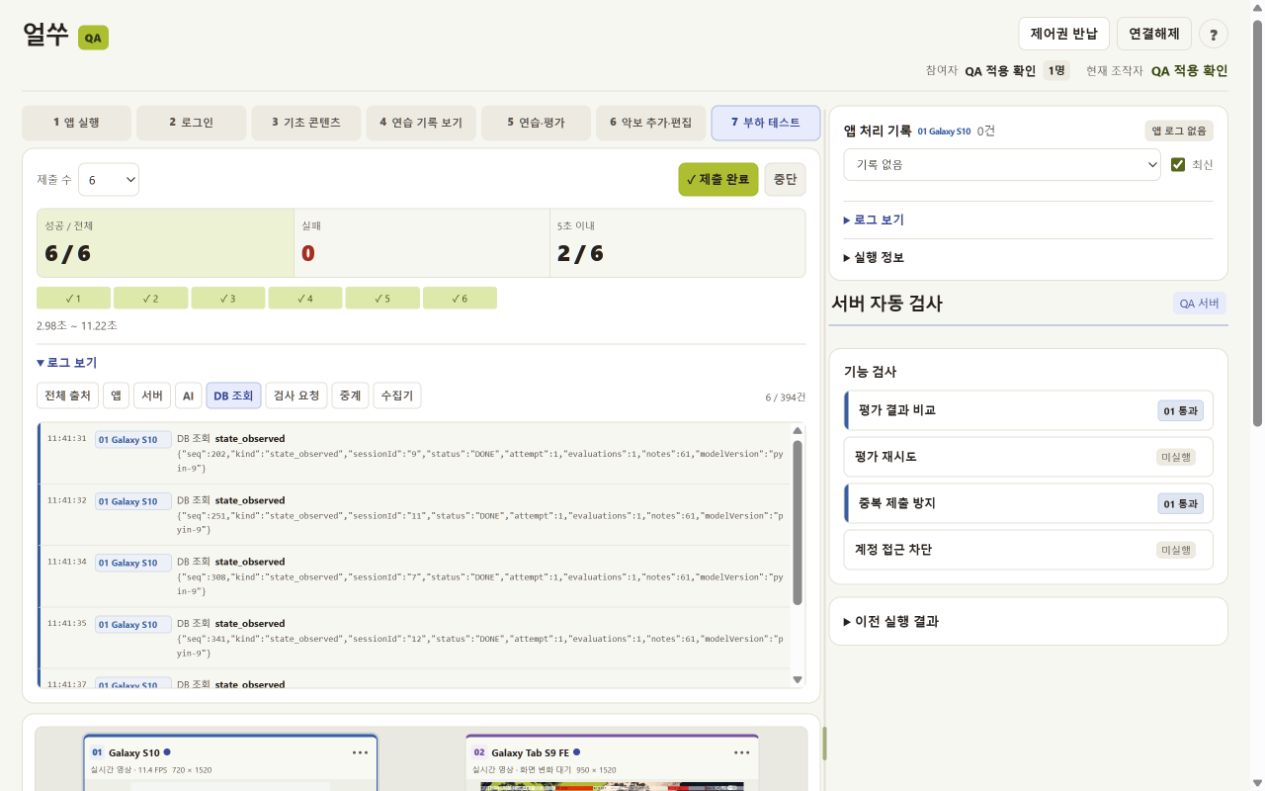 얼쑤 QA
제어권 반납 연결해제 ?
참여자 QA 적용 확인 1명 현재 조작자 QA 적용 확인
1 앱 실행 2 로그인 3 기초 콘텐츠 4 연습 기록 보기 5 연습·평가 6 악보 추가·편집 7 부하 테스트
제출 수 6 ✓ 제출 완료 중단
성공 / 전체 실패 5초 이내
6 / 6 0 2 / 6
✓ 1 ✓ 2 ✓ 3 ✓ 4 ✓ 5 ✓ 6
2.98초 ~ 11.22초
▼ 로그 보기
전체 출처 앱 서버 AI DB 조회 검사 요청 중계 수집기 6 / 394건
11:41:31 01 Galaxy S10 DB 조회 state_observed
{"seq":202,"kind":"state_observed","sessionId":"9","status":"DONE","attempt":1,"evaluations":1,"notes":61,"modelVersion":"py
in-9"}
11:41:32 01 Galaxy S10 DB 조회 state_observed
{"seq":251,"kind":"state_observed","sessionId":"11","status":"DONE","attempt":1,"evaluations":1,"notes":61,"modelVersion":"p
yin-9"}
11:41:34 01 Galaxy S10 DB 조회 state_observed
{"seq":308,"kind":"state_observed","sessionId":"7","status":"DONE","attempt":1,"evaluations":1,"notes":61,"modelVersion":"py
in-9"}
11:41:35 01 Galaxy S10 DB 조회 state_observed
{"seq":341,"kind":"state_observed","sessionId":"12","status":"DONE","attempt":1,"evaluations":1,"notes":61,"modelVersion":"p
yin-9"}
11:41:37 01 Galaxy S10 DB 조회 state_observed
01 Galaxy S10 ● •••
실시간 영상 · 11.4 FPS 720 × 1520
02 Galaxy Tab S9 FE ● •••
실시간 영상 · 화면 변화 대기 950 × 1520
앱 처리 기록 01 Galaxy S10 0건 앱 로그 없음
기록 없음 최신
▶ 로그 보기
▶ 실행 정보
서버 자동 검사 QA 서버
기능 검사
평가 결과 비교 01 통과
평가 재시도 미실행
중복 제출 방지 01 통과
계정 접근 차단 미실행
▶ 이전 실행 결과